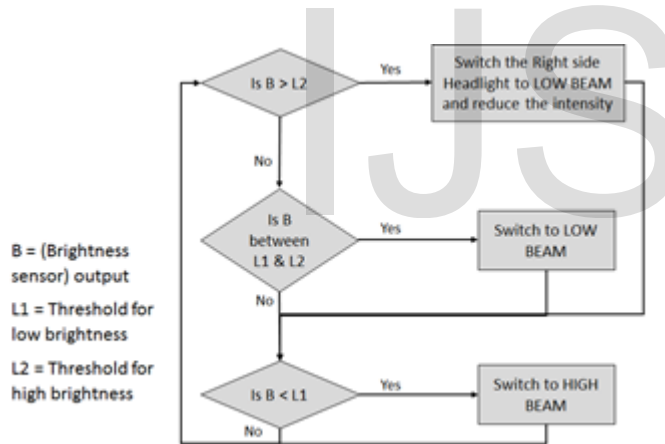 IJS
Is B > L2
Yes
Switch the Right side
Headlight to LOW BEAM
and reduce the intensity
No
Is B
between
L1 & L2
Yes
Switch to LOW
BEAM
No
B = (Brightness
sensor) output
L1 = Threshold for
low brightness
L2 = Threshold for
high brightness
Is B < L1
Yes
Switch to HIGH
BEAM
No